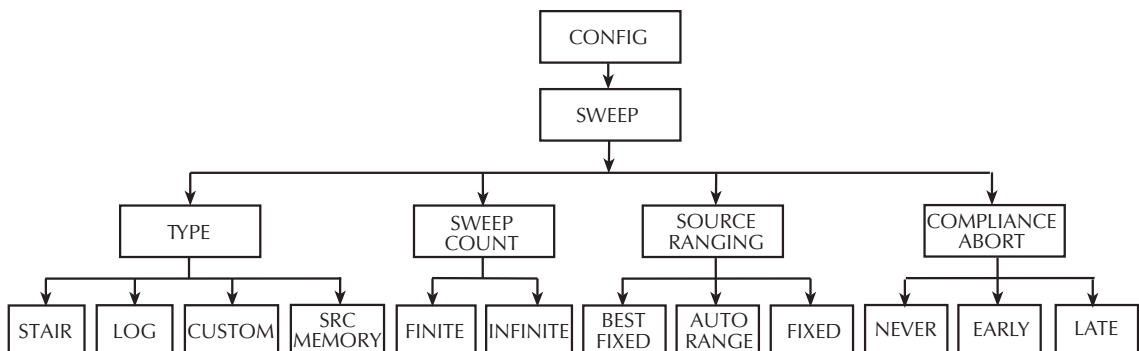 CONFIG
SWEEP
TYPE
SWEEP
COUNT
SOURCE
RANGING
COMPLIANCE
ABORT
STAIR
LOG
CUSTOM
SRC
MEMORY
FINITE
INFINITE
BEST
FIXED
AUTO
RANGE
FIXED
NEVER
EARLY
LATE